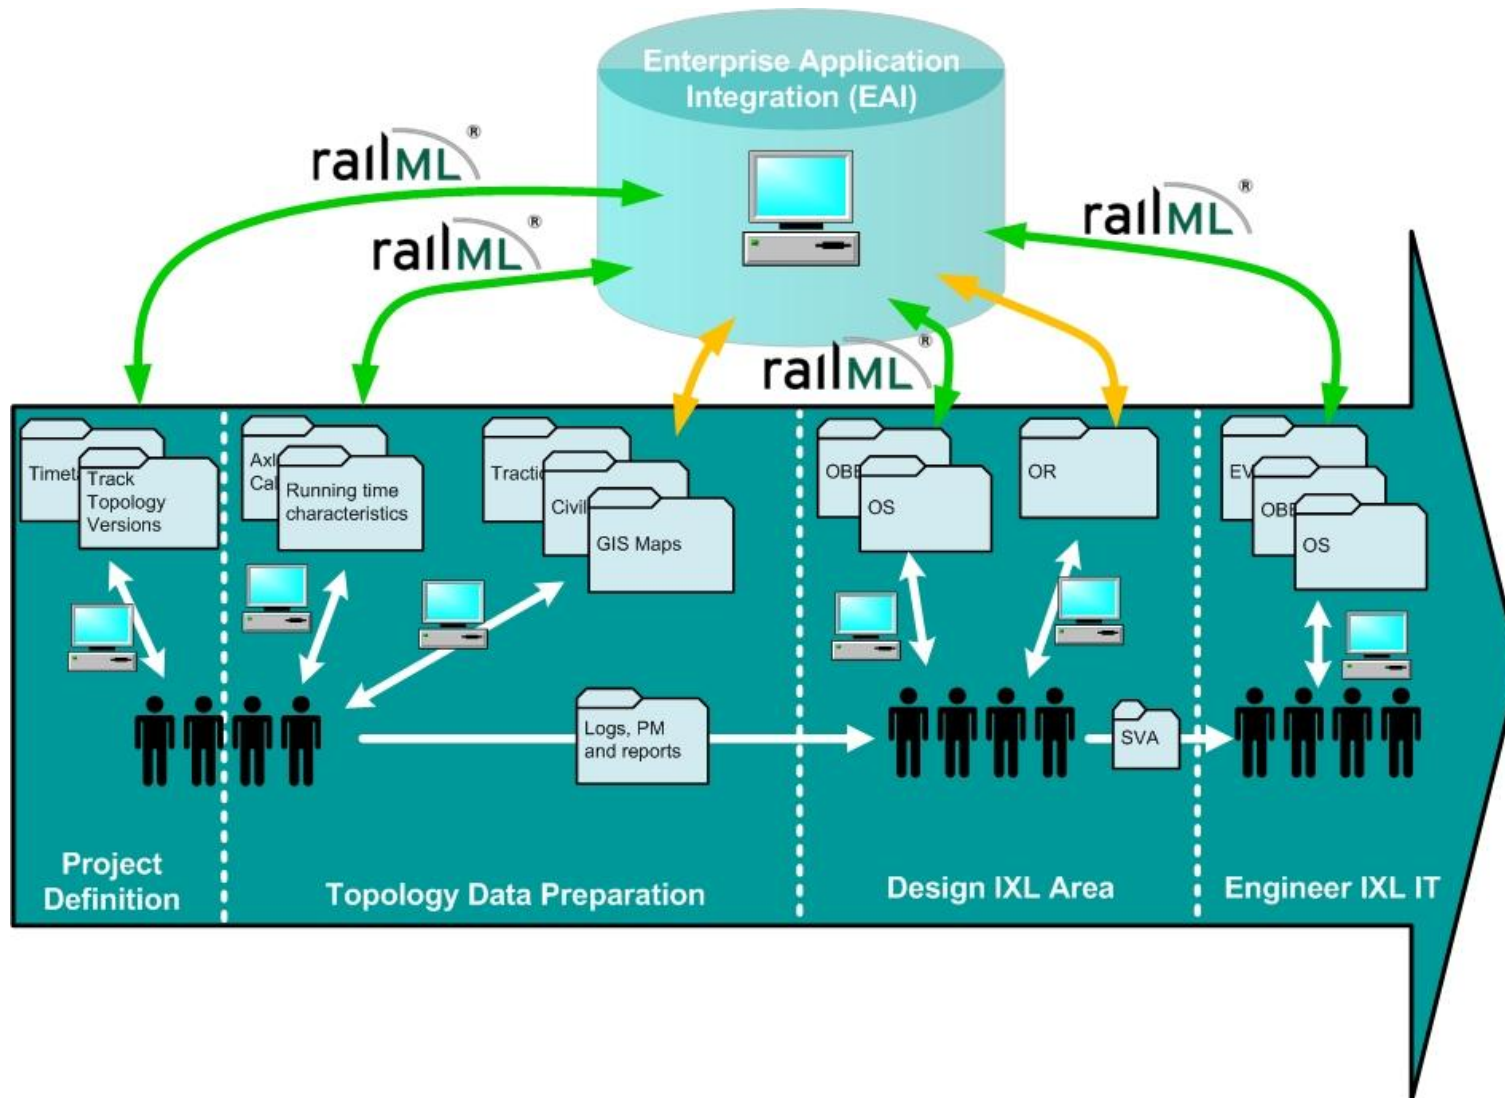 Enterprise Application
Integration (EAI)
railML®
railML®
railML®
railML®
Track
Topology
Versions
Running time
characteristics
Civil
GIS Maps
OS
OR
OS
Logs, PM
and reports
SVA
Project
Definition
Topology Data Preparation
Design IXL Area
Engineer IXL IT